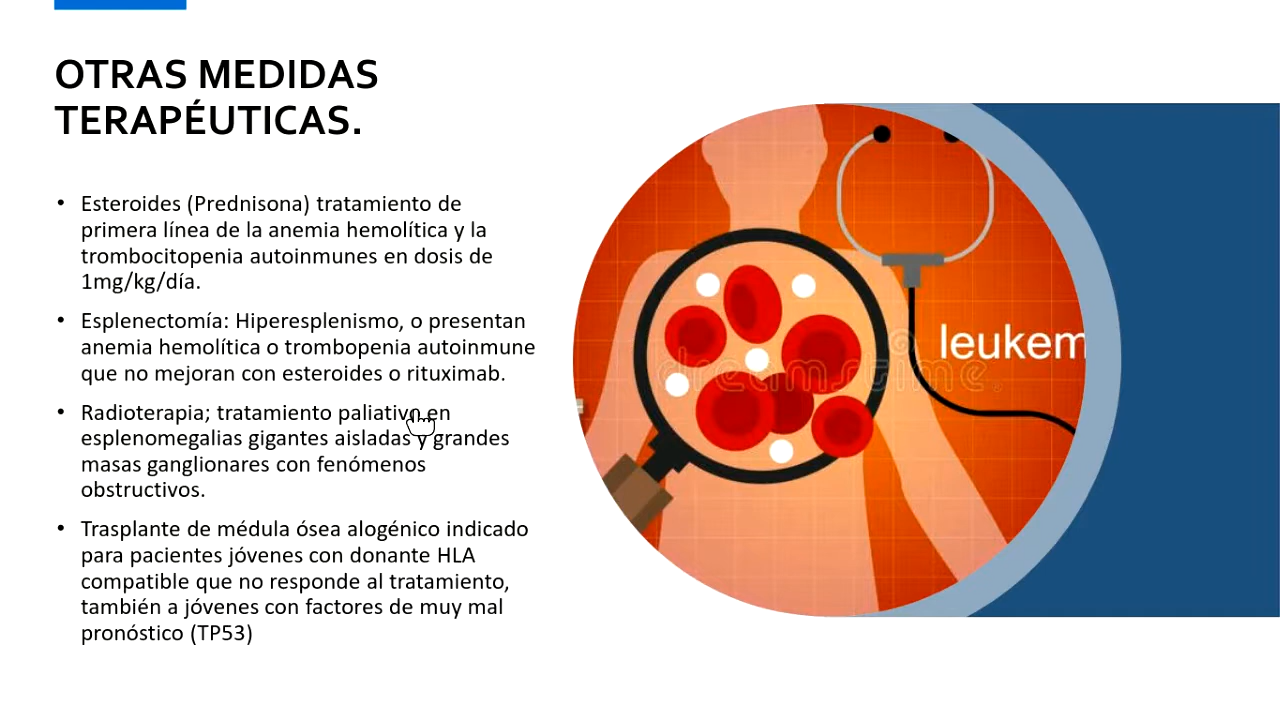 OTRAS MEDIDAS
TERAPÉUTICAS.
• Esteroides (Prednisona) tratamiento de
primera línea de la anemia hemolítica y la
trombocitopenia autoinmunes en dosis de
1mg/kg/día.
• Esplenectomía: Hiperesplenismo, o presentan
anemia hemolítica o trombopenia autoinmune
que no mejoran con esteroides o rituximab.
• Radioterapia; tratamiento paliativo en
esplenomegalias gigantes aisladas y grandes
masas ganglionares con fenómenos
obstructivos.
• Trasplante de médula ósea alogénico indicado
para pacientes jóvenes con donante HLA
compatible que no responde al tratamiento,
también a jóvenes con factores de muy mal
pronóstico (TP53)
leukem
dreamstime.